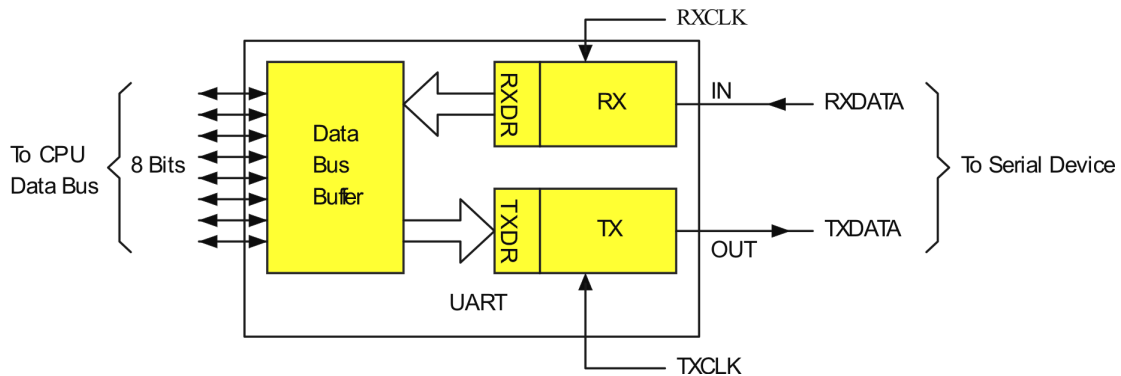 RXCLK
To CPU
Data Bus
8 Bits
Data
Bus
Buffer
RXDR
RX
IN
RXDATA
To Serial Device
TXDR
TX
OUT
TXDATA
UART
TXCLK